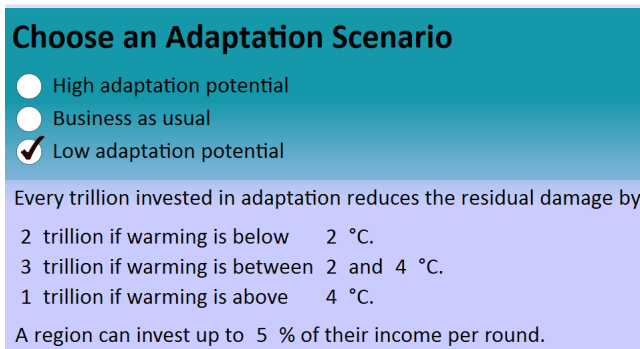 Choose an Adaptation Scenario
High adaptation potential
Business as usual
Low adaptation potential
Every trillion invested in adaptation reduces the residual damage by
2 trillion if warming is below 2 °C.
3 trillion if warming is between 2 and 4 °C.
1 trillion if warming is above 4 °C.
A region can invest up to 5 % of their income per round.